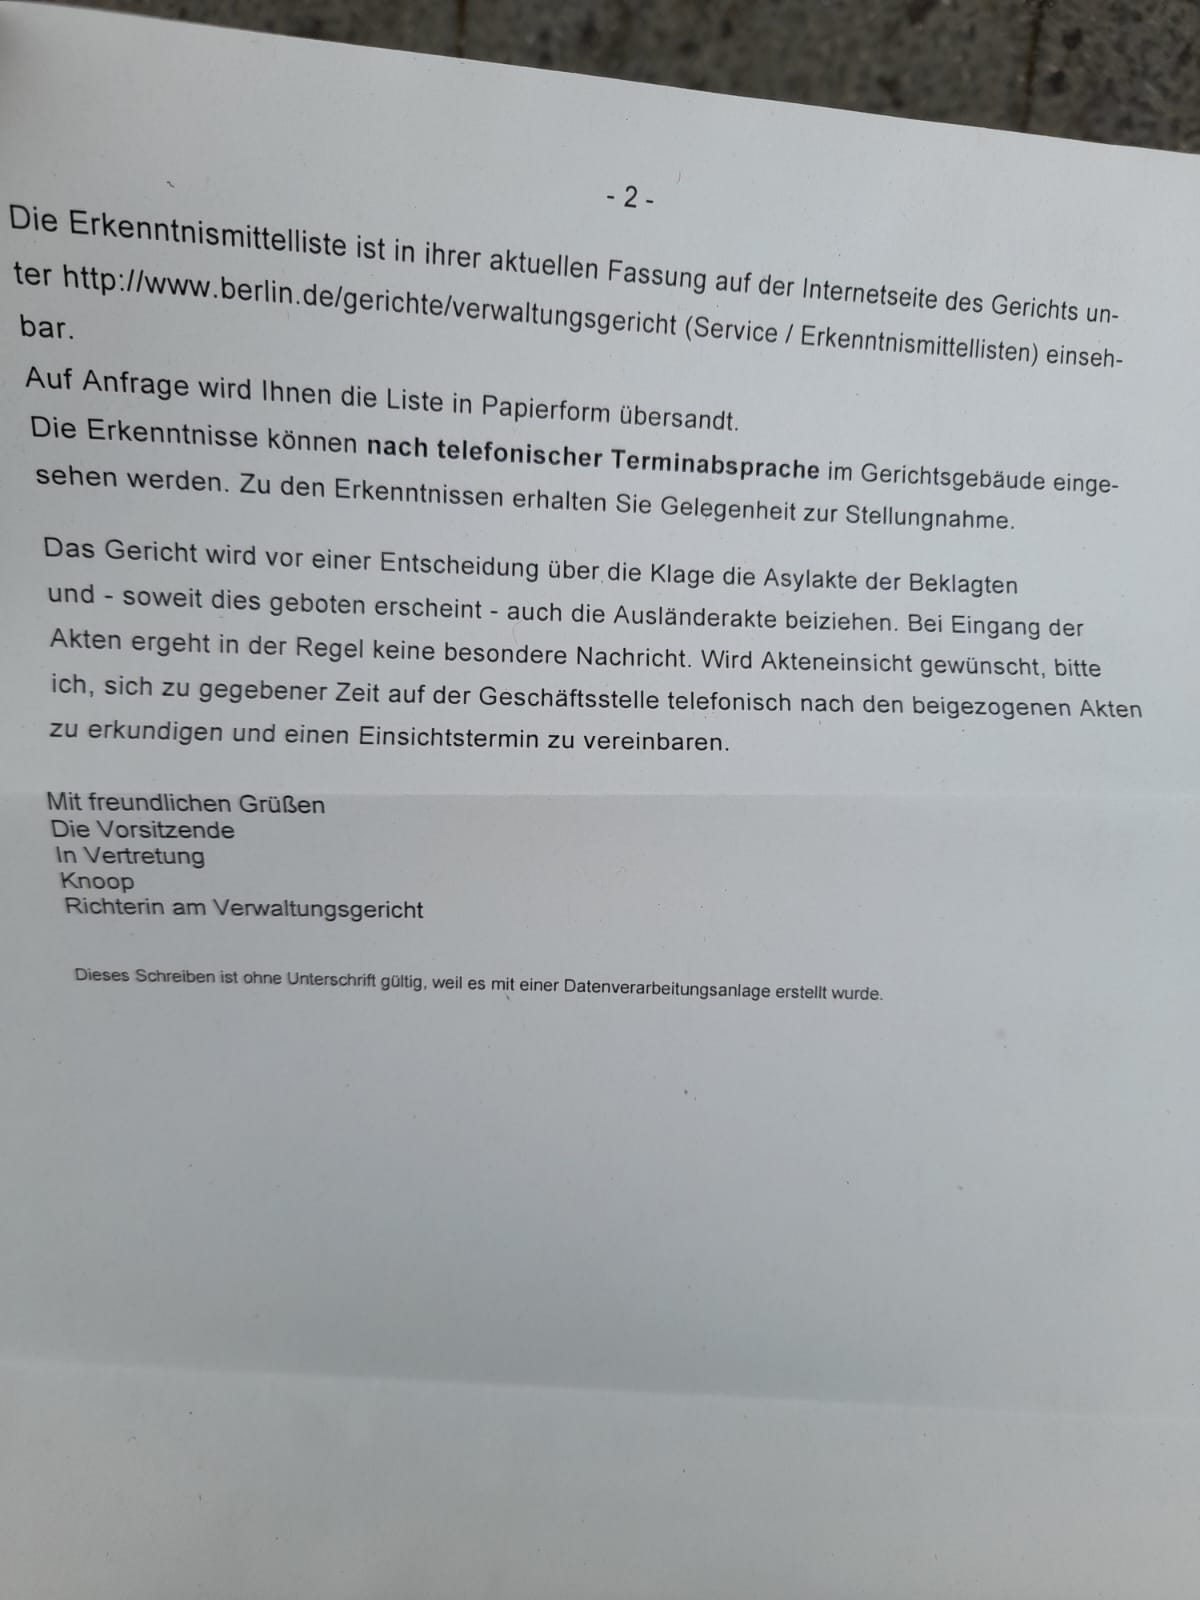 - 2 -
Die Erkenntnismittelliste ist in ihrer aktuellen Fassung auf der Internetseite des Gerichts un-
ter http://www.berlin.de/gerichte/verwaltungsgericht (Service / Erkenntnismittellisten) einseh-
bar.
Auf Anfrage wird Ihnen die Liste in Papierform übersandt.
Die Erkenntnisse können nach telefonischer Terminabsprache im Gerichtsgebäude einge-
sehen werden. Zu den Erkenntnissen erhalten Sie Gelegenheit zur Stellungnahme.
Das Gericht wird vor einer Entscheidung über die Klage die Asylakte der Beklagten
und - soweit dies geboten erscheint - auch die Ausländerakte beiziehen. Bei Eingang der
Akten ergeht in der Regel keine besondere Nachricht. Wird Akteneinsicht gewünscht, bitte
ich, sich zu gegebener Zeit auf der Geschäftsstelle telefonisch nach den beigezogenen Akten
zu erkundigen und einen Einsichtstermin zu vereinbaren.
Mit freundlichen Grüßen
Die Vorsitzende
In Vertretung
Knoop
Richterin am Verwaltungsgericht
Dieses Schreiben ist ohne Unterschrift gültig, weil es mit einer Datenverarbeitungsanlage erstellt wurde.